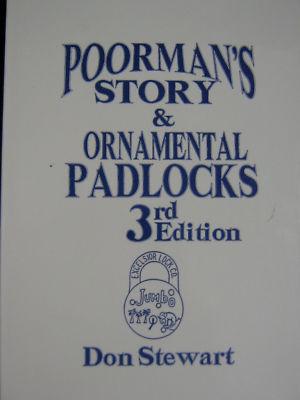 POORMAN'S
STORY
&
ORNAMENTAL
PADLOCKS
3rd
Edition
EXCELSIOR LOCK CO.
Jumbo
Don Stewart